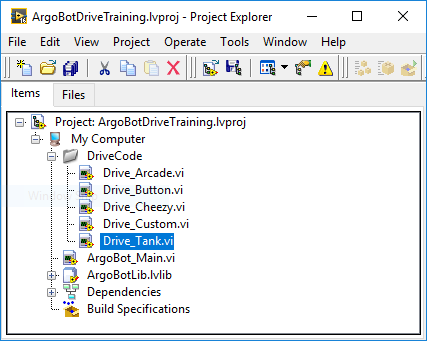 ArgoBotDriveTraining.lvproj - Project Explorer
File Edit View Project Operate Tools Window Help
Items Files
Project: ArgoBotDriveTraining.lvproj
My Computer
DriveCode
Drive_Arcade.vi
Drive_Button.vi
Drive_Cheezy.vi
Drive_Custom.vi
Drive_Tank.vi
ArgoBot_Main.vi
ArgoBotLib.lvlib
Dependencies
Build Specifications